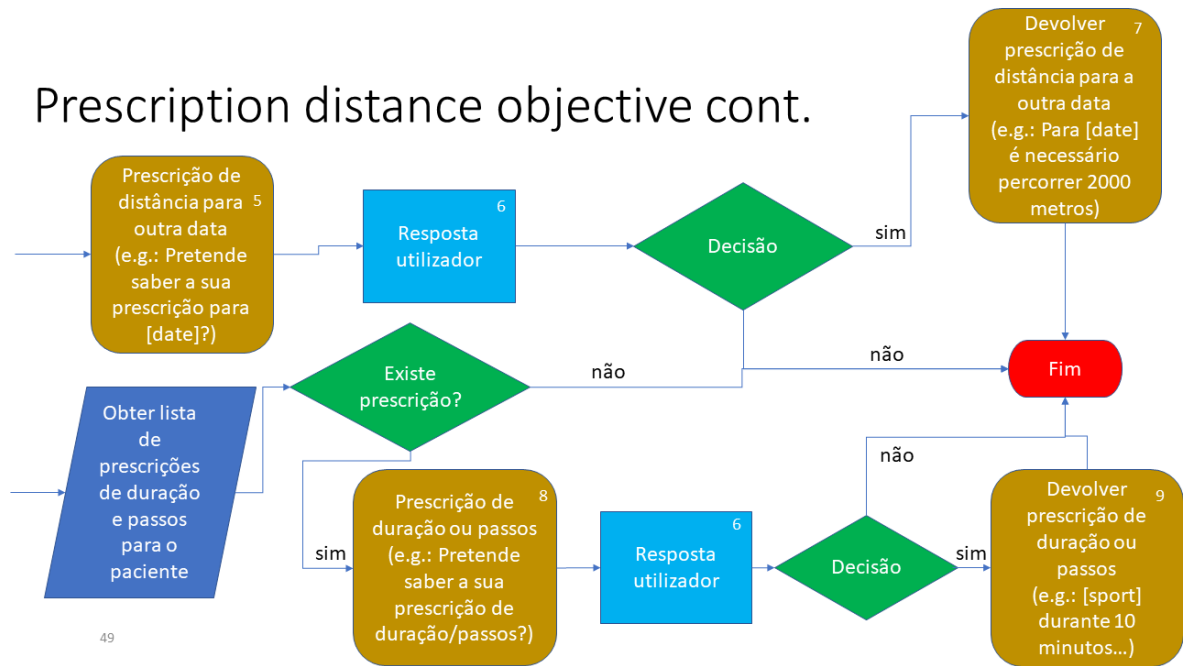 Prescription distance objective cont.
Prescrição de
distância para 5
outra data
(e.g.: Pretende
saber a sua
prescrição para
[date]?)
6
Resposta
utilizador
Decisão
sim
não
Devolver 7
prescrição de
distância para a
outra data
(e.g.: Para [date]
é necessário
percorrer 2000
metros)
Fim
Obter lista
de
prescrições
de duração
e passos
para o
paciente
Existe
prescrição?
não
sim
Prescrição de 8
duração ou passos
(e.g.: Pretende
saber a sua
prescrição de
duração/passos?)
6
Resposta
utilizador
Decisão
não
sim
Devolver 9
prescrição de
duração ou
passos
(e.g.: [sport]
durante 10
minutos...)
49